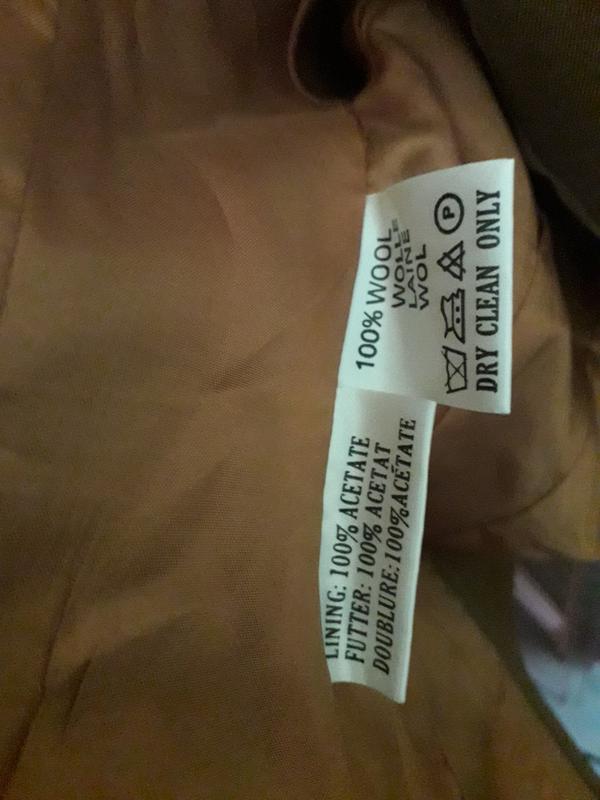 100% WOOL
WOLLE
LAINE
WOL
P
DRY CLEAN ONLY
LINING: 100% ACETATE
FUTTER: 100% ACETAT
DOUBLURE:100%ACÉTATE